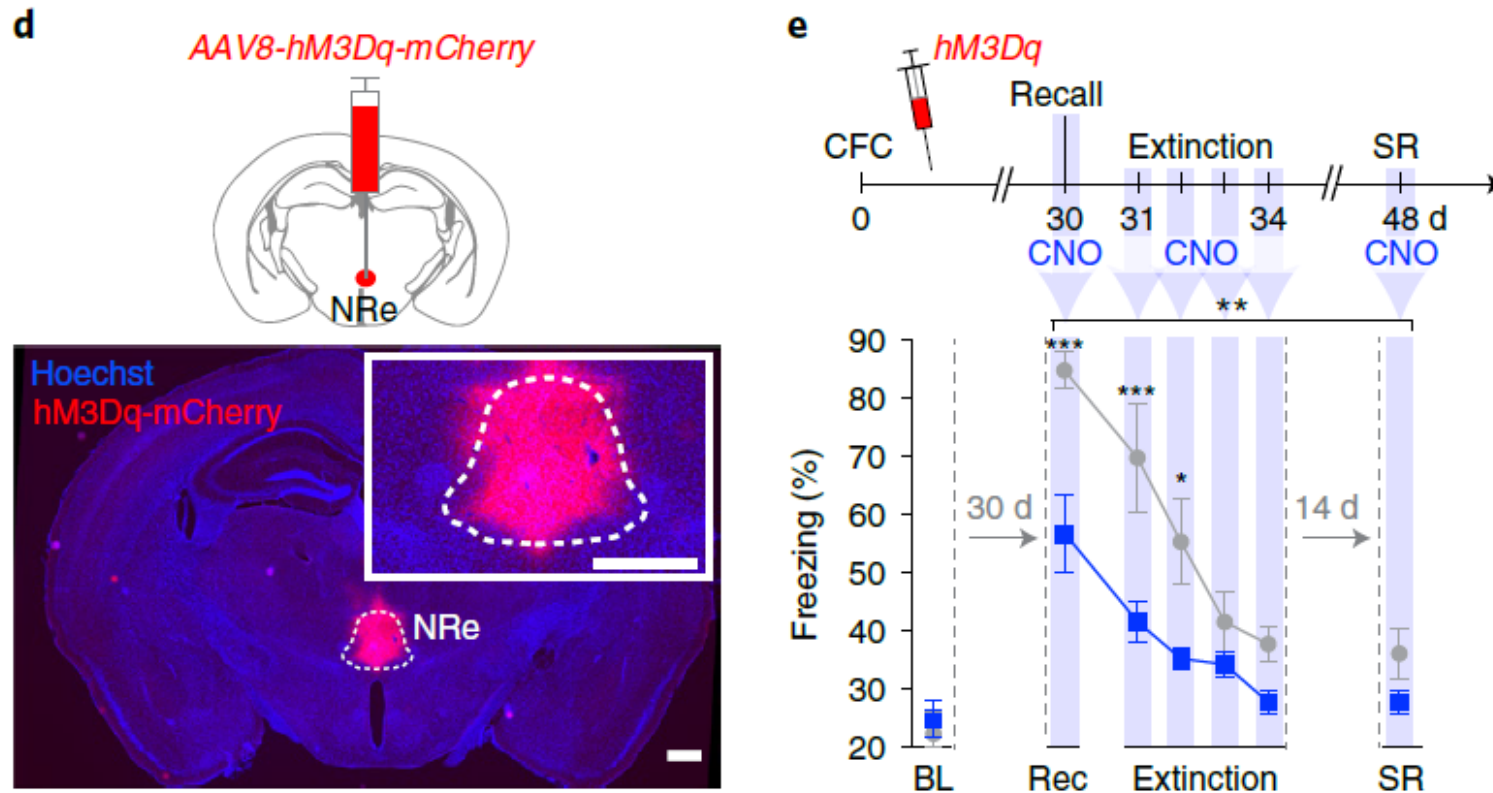 d
AAV8-hM3Dq-mCherry
NRe
Hoechst
hM3Dq-mCherry
NRe
e
hM3Dq
Recall
CFC
Extinction
SR
0
30
31
34
48 d
CNO
CNO
CNO
**
***
***
*
Freezing (%)
90
80
70
60
50
40
30
20
30 d
14 d
BL
Rec
Extinction
SR